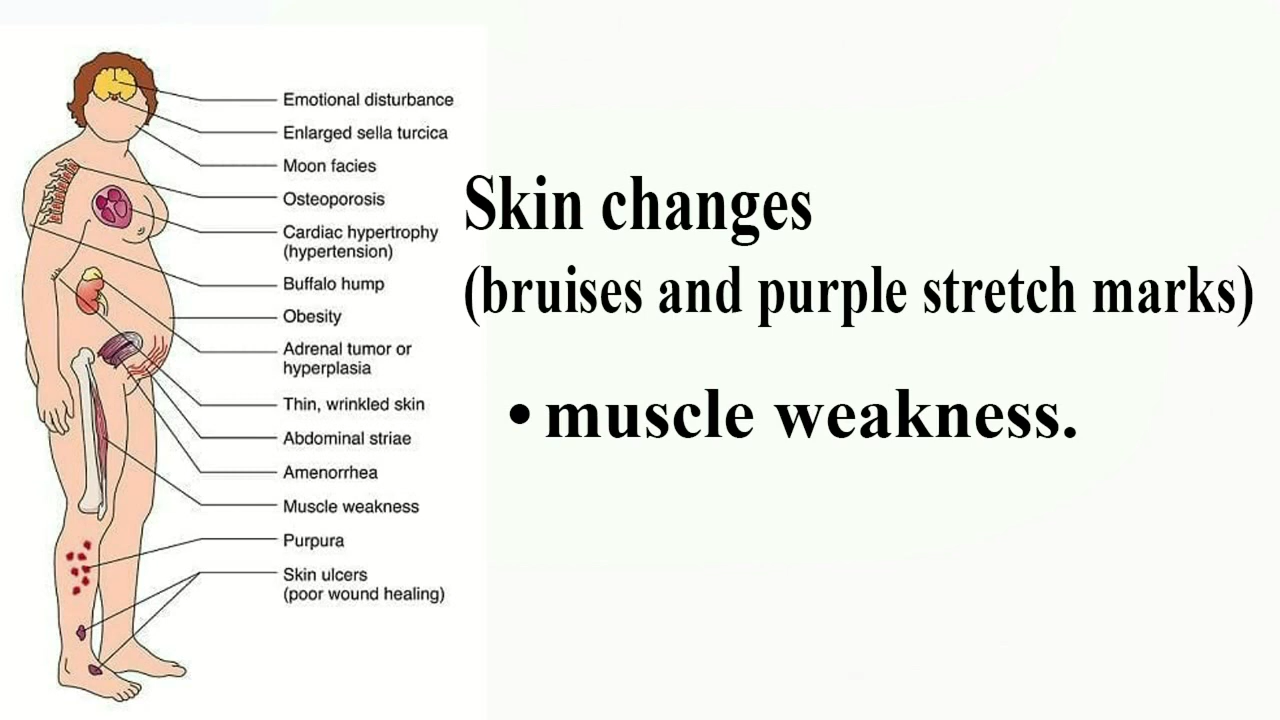 Emotional disturbance
Enlarged sella turcica
Moon facies
Osteoporosis
Cardiac hypertrophy
(hypertension)
Buffalo hump
Obesity
Adrenal tumor or
hyperplasia
Thin, wrinkled skin
Abdominal striae
Amenorrhea
Muscle weakness
Purpura
Skin ulcers
(poor wound healing)
Skin changes
(bruises and purple stretch marks)
• muscle weakness.